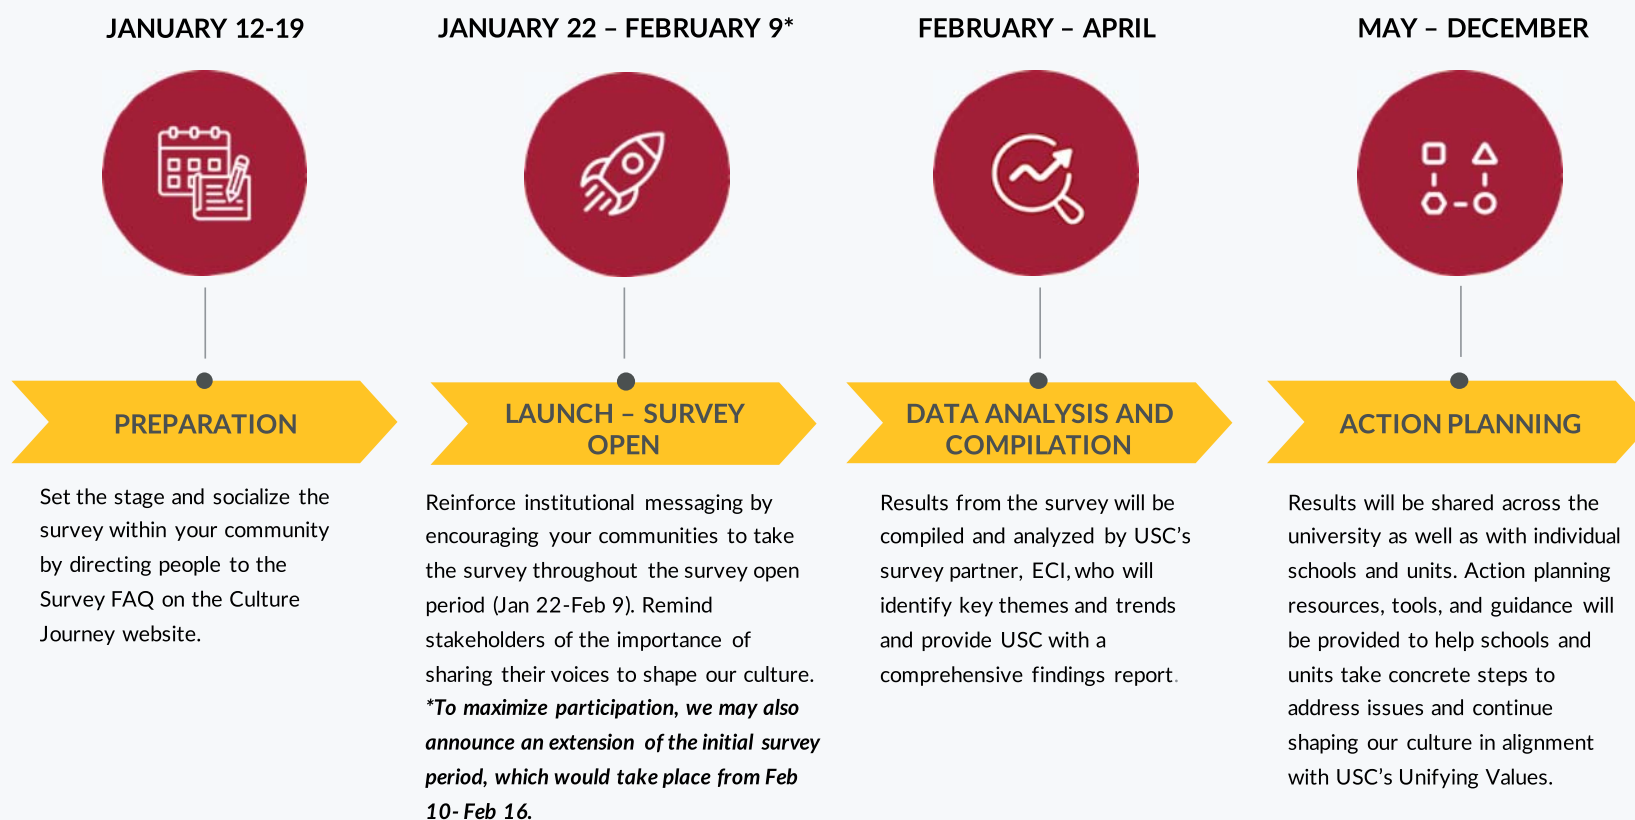 JANUARY 12-19
PREPARATION
Set the stage and socialize the
survey within your community
by directing people to the
Survey FAQ on the Culture
Journey website.
JANUARY 22 – FEBRUARY 9*
LAUNCH – SURVEY
OPEN
Reinforce institutional messaging by
encouraging your communities to take
the survey throughout the survey open
period (Jan 22-Feb 9). Remind
stakeholders of the importance of
sharing their voices to shape our culture.
*To maximize participation, we may also
announce an extension of the initial survey
period, which would take place from Feb
10- Feb 16.
FEBRUARY – APRIL
DATA ANALYSIS AND
COMPILATION
Results from the survey will be
compiled and analyzed by USC’s
survey partner, ECI, who will
identify key themes and trends
and provide USC with a
comprehensive findings report.
MAY – DECEMBER
ACTION PLANNING
Results will be shared across the
university as well as with individual
schools and units. Action planning
resources, tools, and guidance will
be provided to help schools and
units take concrete steps to
address issues and continue
shaping our culture in alignment
with USC’s Unifying Values.